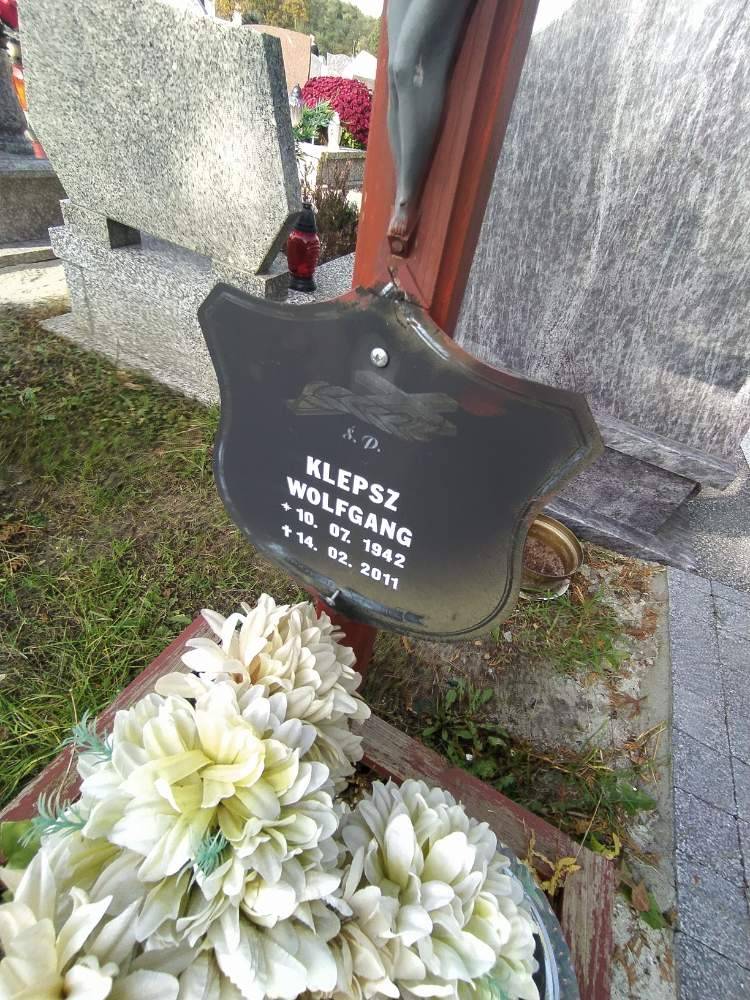 Ś. P.
KLEPSZ
WOLFGANG
+ 10. 07. 1942
† 14. 02. 2011